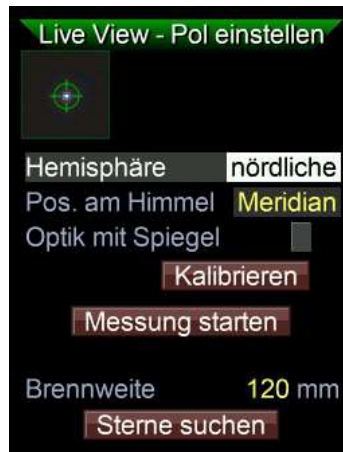 Live View - Pol einstellen
Hemisphäre nördliche
Pos. am Himmel Meridian
Optik mit Spiegel
Kalibrieren
Messung starten
Brennweite 120 mm
Sterne suchen